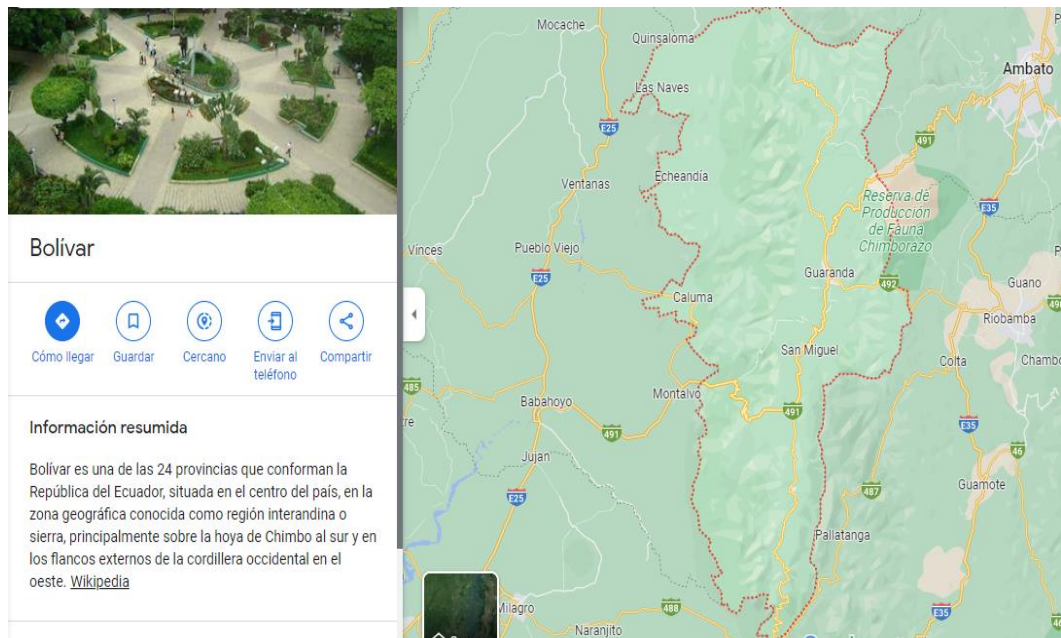 Bolívar
Cómo llegar
Guardar
Cercano
Enviar al
teléfono
Compartir
Información resumida
Bolívar es una de las 24 provincias que conforman la
República del Ecuador, situada en el centro del país, en la
zona geográfica conocida como región interandina o
sierra, principalmente sobre la hoya de Chimbo al sur y en
los flancos externos de la cordillera occidental en el
oeste. Wikipedia
Mocache
Quinsaloma
Ambato
Las Naves
E25
491
Echeandía
Ventanas
Reserva de
Producción
de Fauna
Chimborazo
E35
Vinces
Pueblo Viejo
E25
Guaranda
492
Guano
Caluma
Riobamba
San Miguel
Colta
485
Montalvo
Babahoyo
491
491
E35
Jujan
46
E25
487
Guamote
Pallatanga
Milagro
488
E35
Naranjito